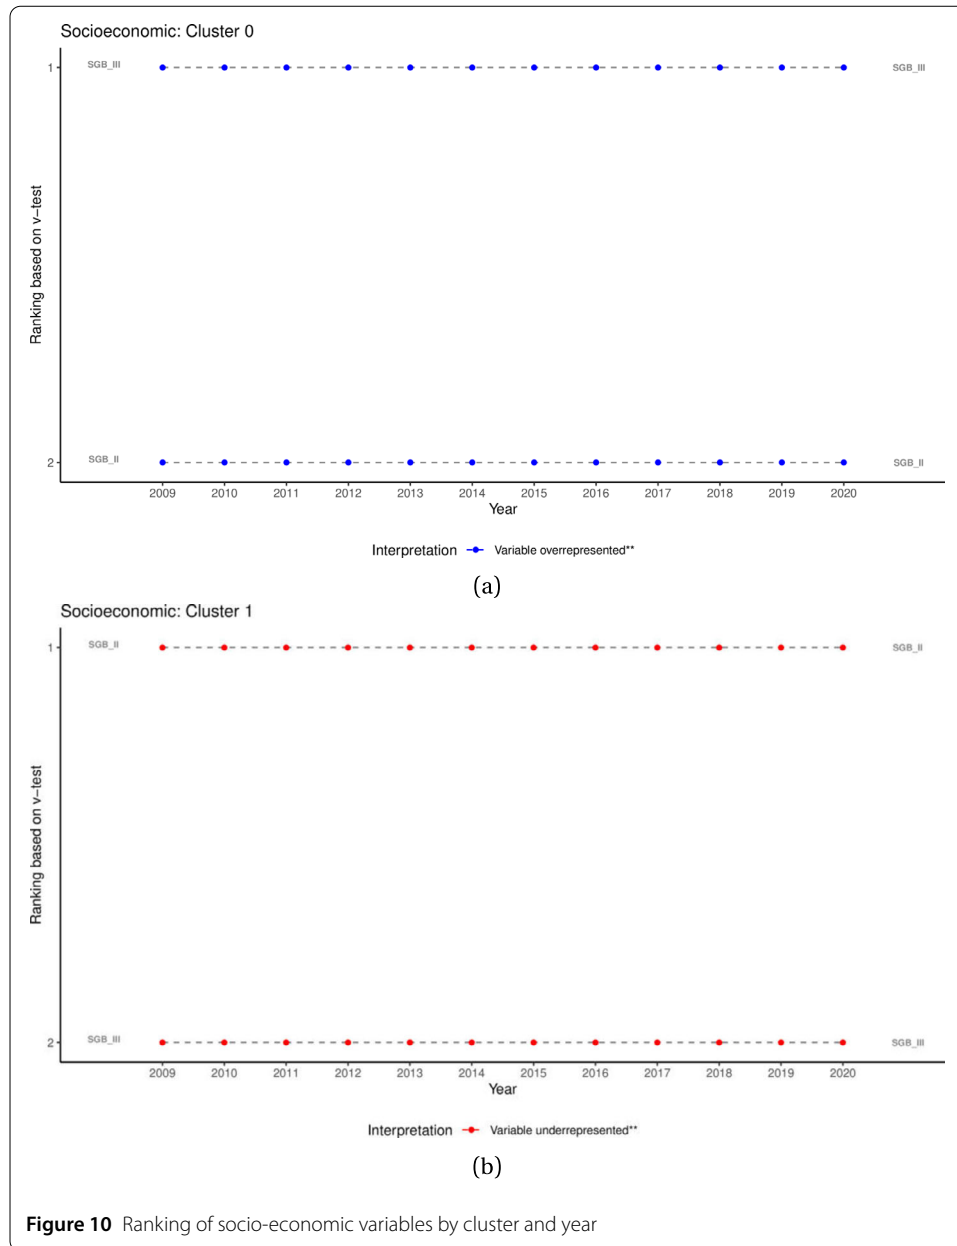 Socioeconomic: Cluster 0
Ranking based on v−test
1
SGB_III
SGB_III
2
SGB_II
SGB_II
2009 2010 2011 2012 2013 2014 2015 2016 2017 2018 2019 2020
Year
Interpretation Variable overrepresented**
(a)
Socioeconomic: Cluster 1
Ranking based on v−test
1
SGB_II
SGB_II
2
SGB_III
SGB_III
2009 2010 2011 2012 2013 2014 2015 2016 2017 2018 2019 2020
Year
Interpretation Variable underrepresented**
(b)
Figure 10 Ranking of socio-economic variables by cluster and year